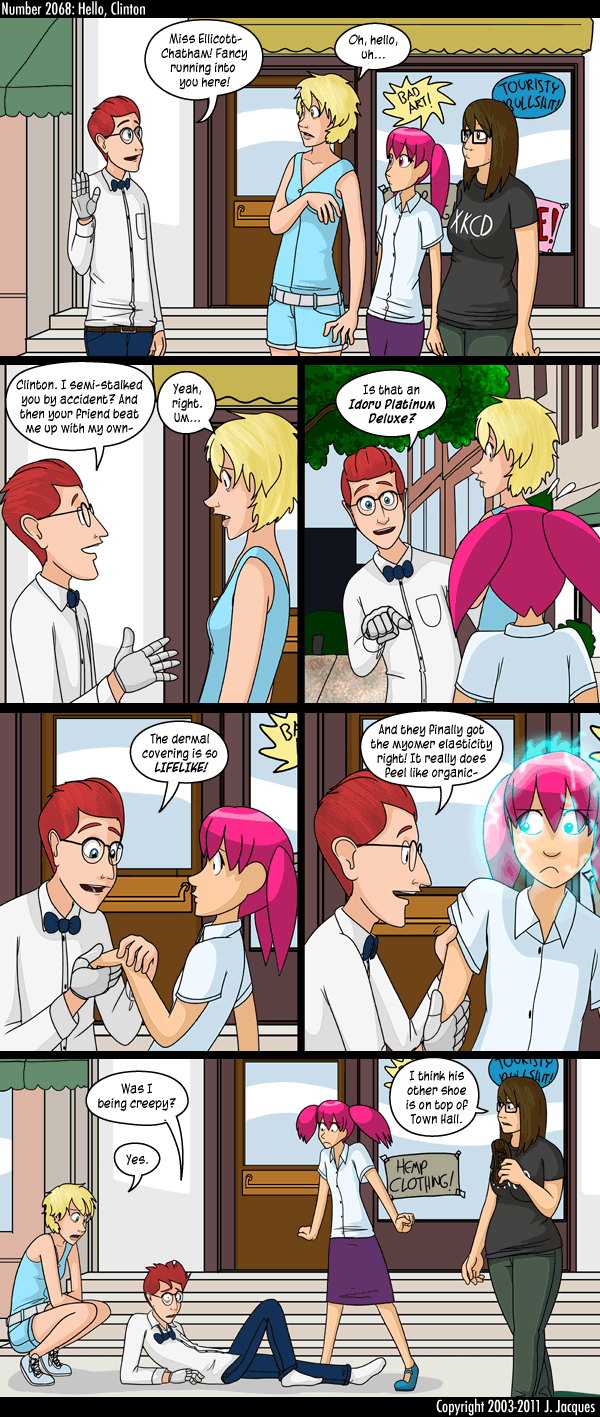 Number 2068: Hello, Clinton
Miss Ellicott-
Chatham! Fancy
running into
you here!
Oh, hello,
uh...
BAD
ART!
TOURISTY
BULLSHIT!
XKCD
E!
Clinton. I semi-stalked
you by accident? And
then your friend beat
me up with my own-
Yeah,
right.
Um...
Is that an
Idoru Platinum
Deluxe?
The dermal
covering is so
LIFELIKE!
BA
And they finally got
the myomer elasticity
right! It really does
feel like organic-
Was I
being creepy?
Yes.
I think his
other shoe
is on top of
Town Hall.
TOURISTY
BULLSHIT!
HEMP
CLOTHING!
Copyright 2003-2011 J. Jacques